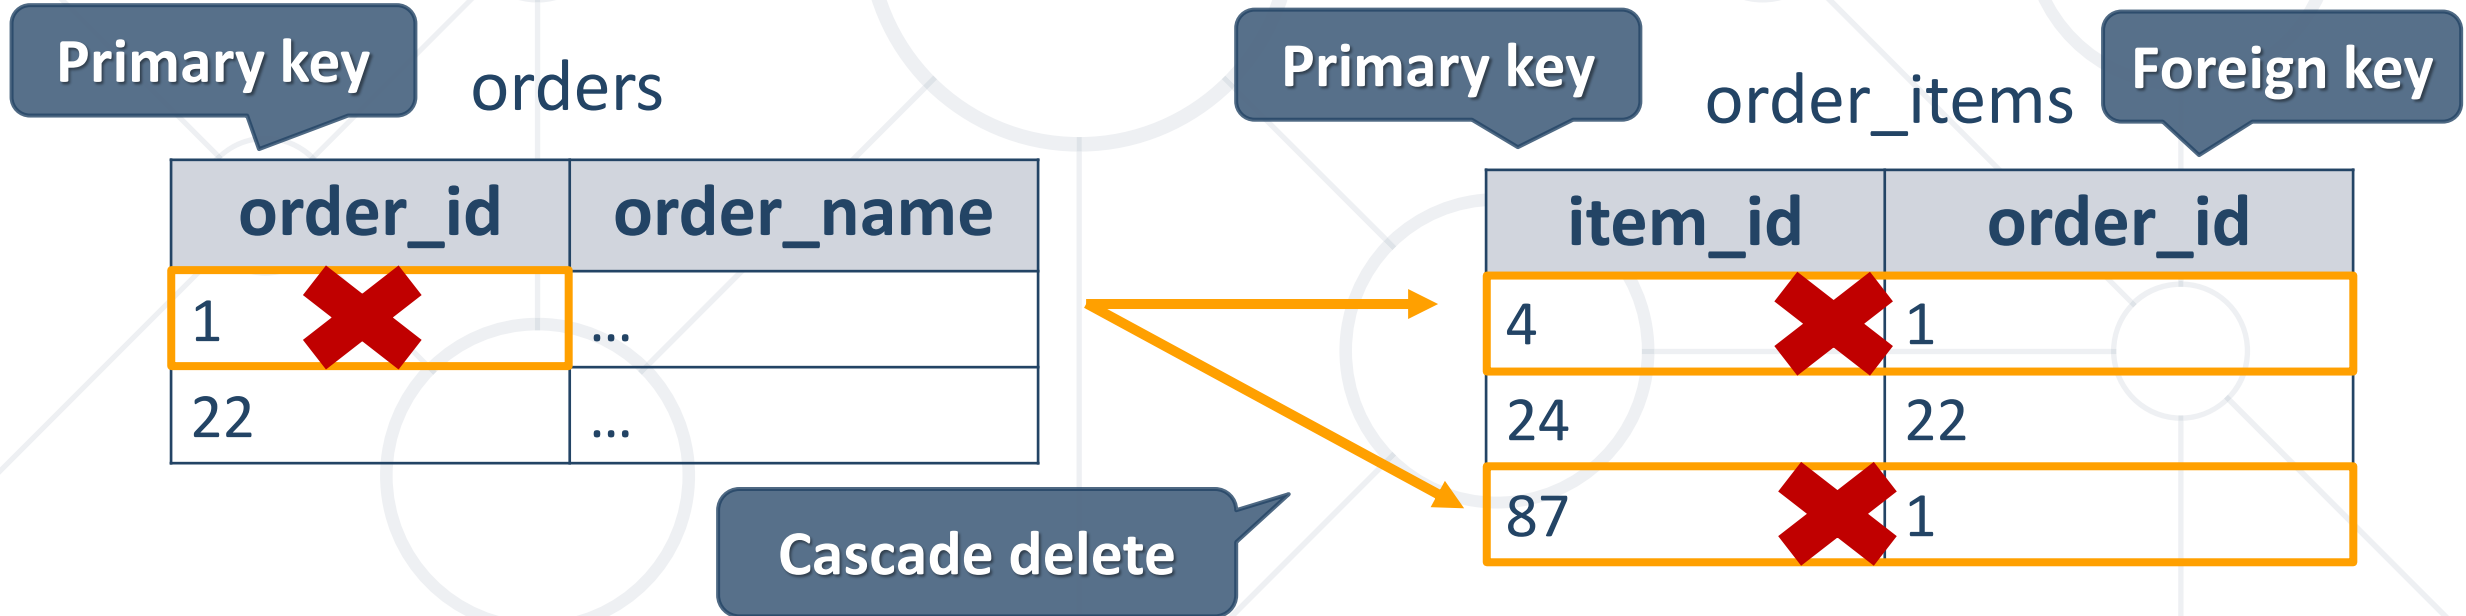 Primary key
orders
Primary key
order_items
Foreign key
order_id order_name
1 ...
22 ...
item_id order_id
4 1
24 22
87 1
Cascade delete